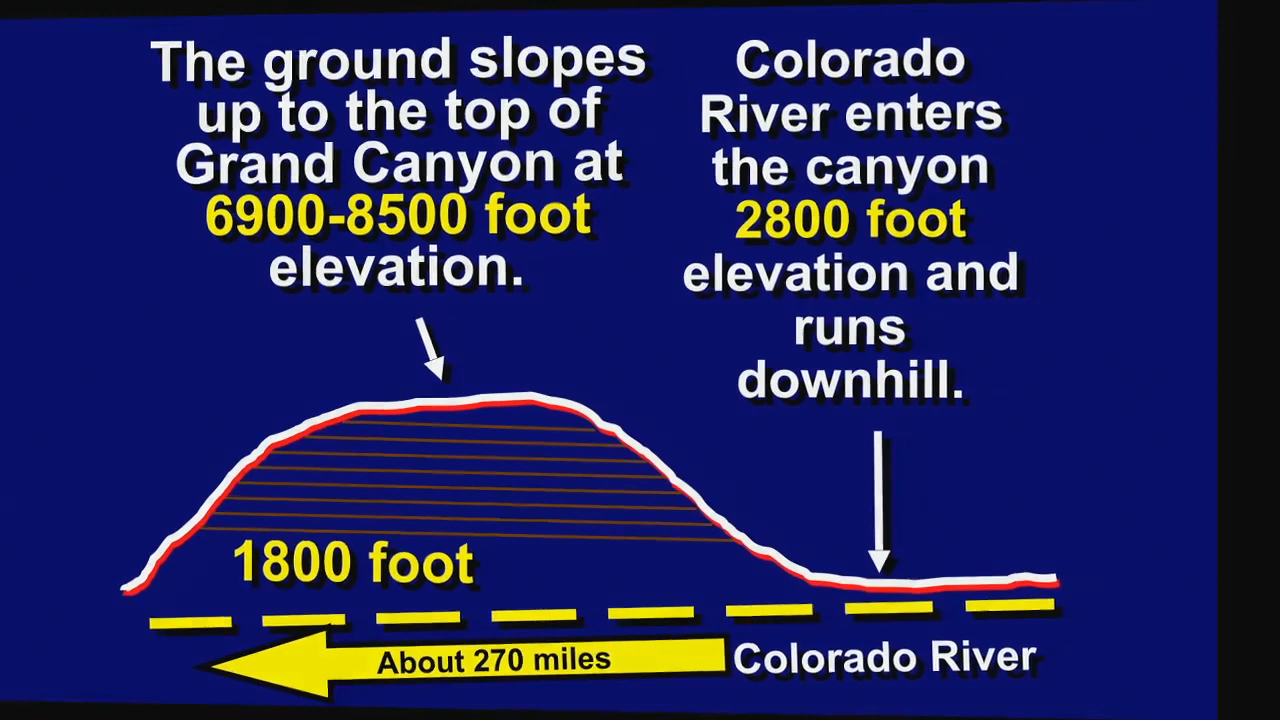 The ground slopes
up to the top of
Grand Canyon at
6900-8500 foot
elevation.
Colorado
River enters
the canyon
2800 foot
elevation and
runs
downhill.
1800 foot
About 270 miles
Colorado River